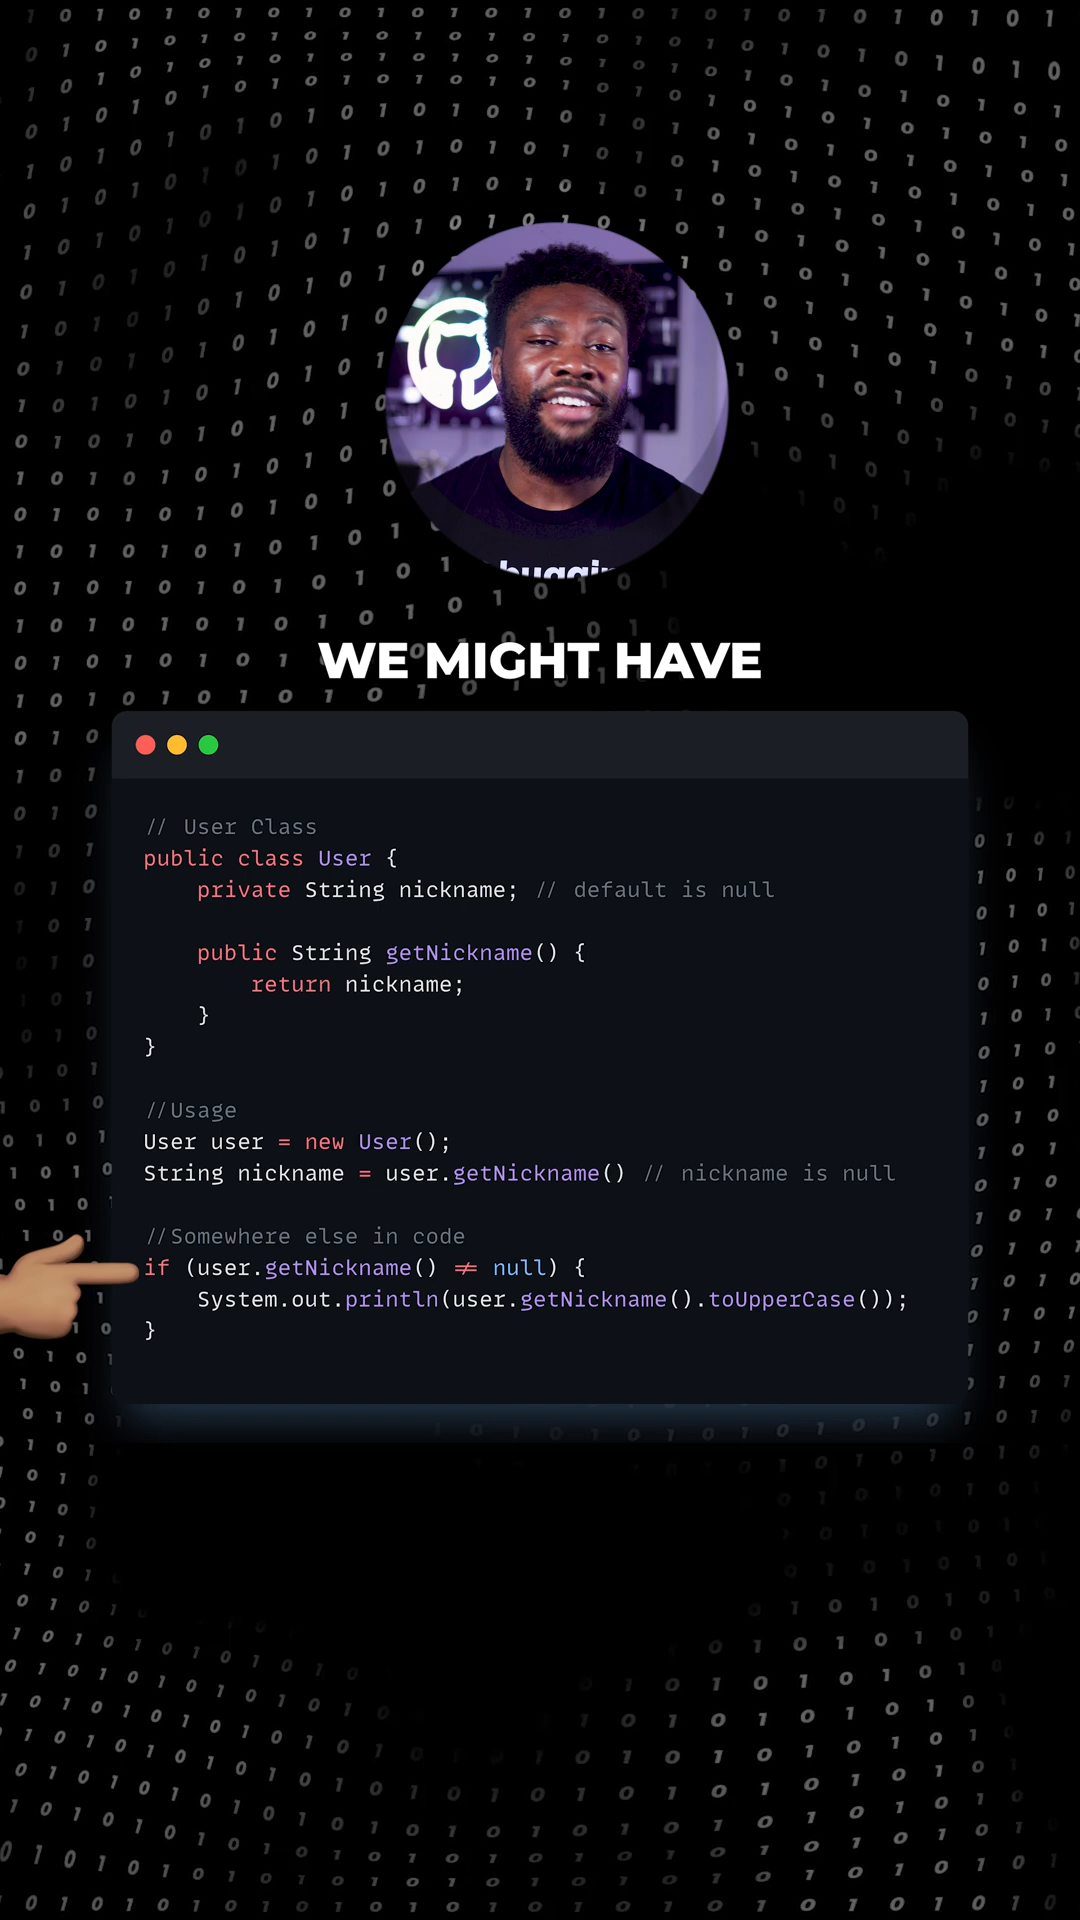 buggin
WE MIGHT HAVE
// User Class
public class User {
    private String nickname; // default is null
    public String getNickname() {
        return nickname;
    }
}
//Usage
User user = new User();
String nickname = user.getNickname() // nickname is null
//Somewhere else in code
if (user.getNickname() ≠ null) {
    System.out.println(user.getNickname().toUpperCase());
}